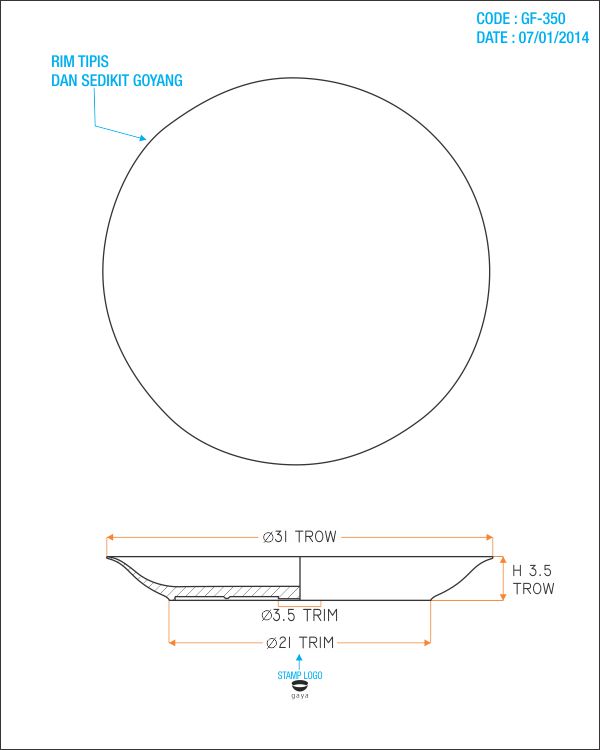 CODE : GF-350
DATE : 07/01/2014
RIM TIPIS
DAN SEDIKIT GOYANG
Ø31 TROW
H 3.5
TROW
Ø3.5 TRIM
Ø21 TRIM
STAMP LOGO
gaya